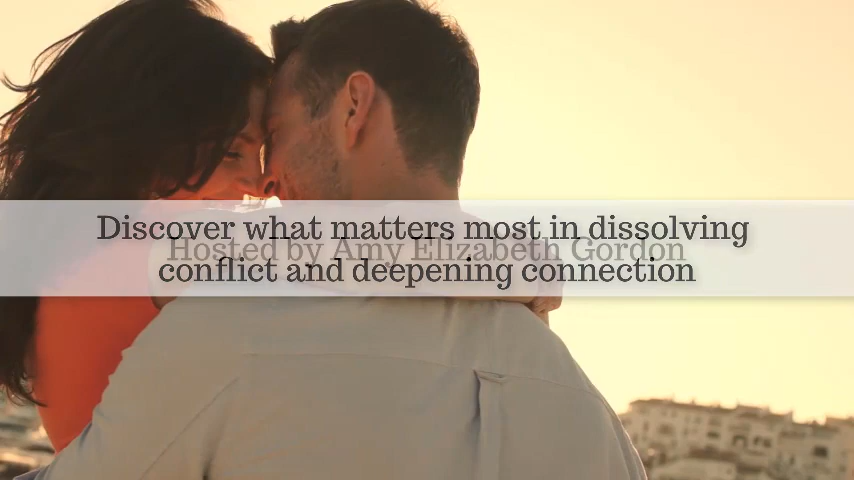 Discover what matters most in dissolving
Hosted by Amy Elizabeth Gordon
conflict and deepening connection